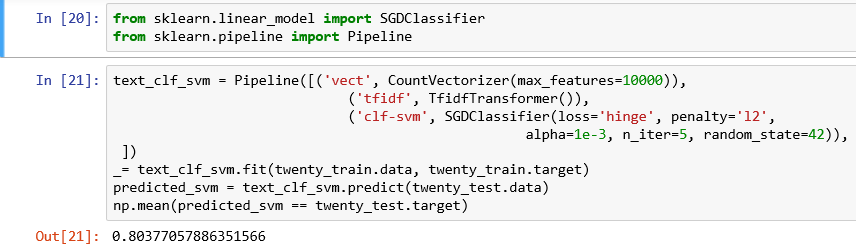 In [20]: from sklearn.linear_model import SGDClassifier
from sklearn.pipeline import Pipeline
In [21]: text_clf_svm = Pipeline([('vect', CountVectorizer(max_features=10000)),
('tfidf', TfidfTransformer()),
('clf-svm', SGDClassifier(loss='hinge', penalty='l2',
alpha=1e-3, n_iter=5, random_state=42)),
])
_= text_clf_svm.fit(twenty_train.data, twenty_train.target)
predicted_svm = text_clf_svm.predict(twenty_test.data)
np.mean(predicted_svm == twenty_test.target)
Out[21]: 0.80377057886351566